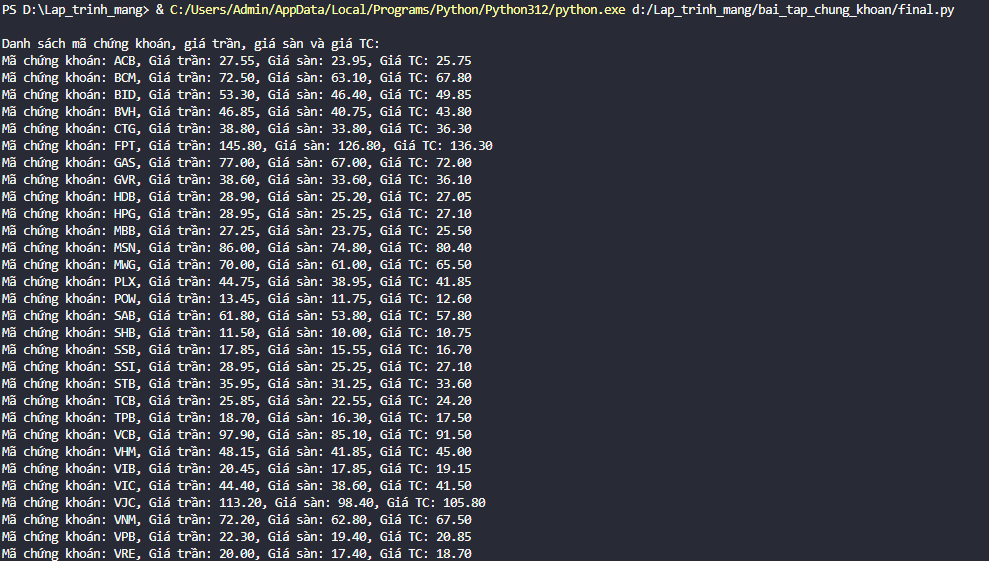 PS D:\Lap_trinh_mang> & C:/Users/Admin/AppData/Local/Programs/Python/Python312/python.exe d:/Lap_trinh_mang/bai_tap_chung_khoan/final.py
Danh sách mã chứng khoán, giá trần, giá sàn và giá TC:
Mã chứng khoán: ACB, Giá trần: 27.55, Giá sàn: 23.95, Giá TC: 25.75
Mã chứng khoán: BCM, Giá trần: 72.50, Giá sàn: 63.10, Giá TC: 67.80
Mã chứng khoán: BID, Giá trần: 53.30, Giá sàn: 46.40, Giá TC: 49.85
Mã chứng khoán: BVH, Giá trần: 46.85, Giá sàn: 40.75, Giá TC: 43.80
Mã chứng khoán: CTG, Giá trần: 38.80, Giá sàn: 33.80, Giá TC: 36.30
Mã chứng khoán: FPT, Giá trần: 145.80, Giá sàn: 126.80, Giá TC: 136.30
Mã chứng khoán: GAS, Giá trần: 77.00, Giá sàn: 67.00, Giá TC: 72.00
Mã chứng khoán: GVR, Giá trần: 38.60, Giá sàn: 33.60, Giá TC: 36.10
Mã chứng khoán: HDB, Giá trần: 28.90, Giá sàn: 25.20, Giá TC: 27.05
Mã chứng khoán: HPG, Giá trần: 28.95, Giá sàn: 25.25, Giá TC: 27.10
Mã chứng khoán: MBB, Giá trần: 27.25, Giá sàn: 23.75, Giá TC: 25.50
Mã chứng khoán: MSN, Giá trần: 86.00, Giá sàn: 74.80, Giá TC: 80.40
Mã chứng khoán: MWG, Giá trần: 70.00, Giá sàn: 61.00, Giá TC: 65.50
Mã chứng khoán: PLX, Giá trần: 44.75, Giá sàn: 38.95, Giá TC: 41.85
Mã chứng khoán: POW, Giá trần: 13.45, Giá sàn: 11.75, Giá TC: 12.60
Mã chứng khoán: SAB, Giá trần: 61.80, Giá sàn: 53.80, Giá TC: 57.80
Mã chứng khoán: SHB, Giá trần: 11.50, Giá sàn: 10.00, Giá TC: 10.75
Mã chứng khoán: SSB, Giá trần: 17.85, Giá sàn: 15.55, Giá TC: 16.70
Mã chứng khoán: SSI, Giá trần: 28.95, Giá sàn: 25.25, Giá TC: 27.10
Mã chứng khoán: STB, Giá trần: 35.95, Giá sàn: 31.25, Giá TC: 33.60
Mã chứng khoán: TCB, Giá trần: 25.85, Giá sàn: 22.55, Giá TC: 24.20
Mã chứng khoán: TPB, Giá trần: 18.70, Giá sàn: 16.30, Giá TC: 17.50
Mã chứng khoán: VCB, Giá trần: 97.90, Giá sàn: 85.10, Giá TC: 91.50
Mã chứng khoán: VHM, Giá trần: 48.15, Giá sàn: 41.85, Giá TC: 45.00
Mã chứng khoán: VIB, Giá trần: 20.45, Giá sàn: 17.85, Giá TC: 19.15
Mã chứng khoán: VIC, Giá trần: 44.40, Giá sàn: 38.60, Giá TC: 41.50
Mã chứng khoán: VJC, Giá trần: 113.20, Giá sàn: 98.40, Giá TC: 105.80
Mã chứng khoán: VNM, Giá trần: 72.20, Giá sàn: 62.80, Giá TC: 67.50
Mã chứng khoán: VPB, Giá trần: 22.30, Giá sàn: 19.40, Giá TC: 20.85
Mã chứng khoán: VRE, Giá trần: 20.00, Giá sàn: 17.40, Giá TC: 18.70